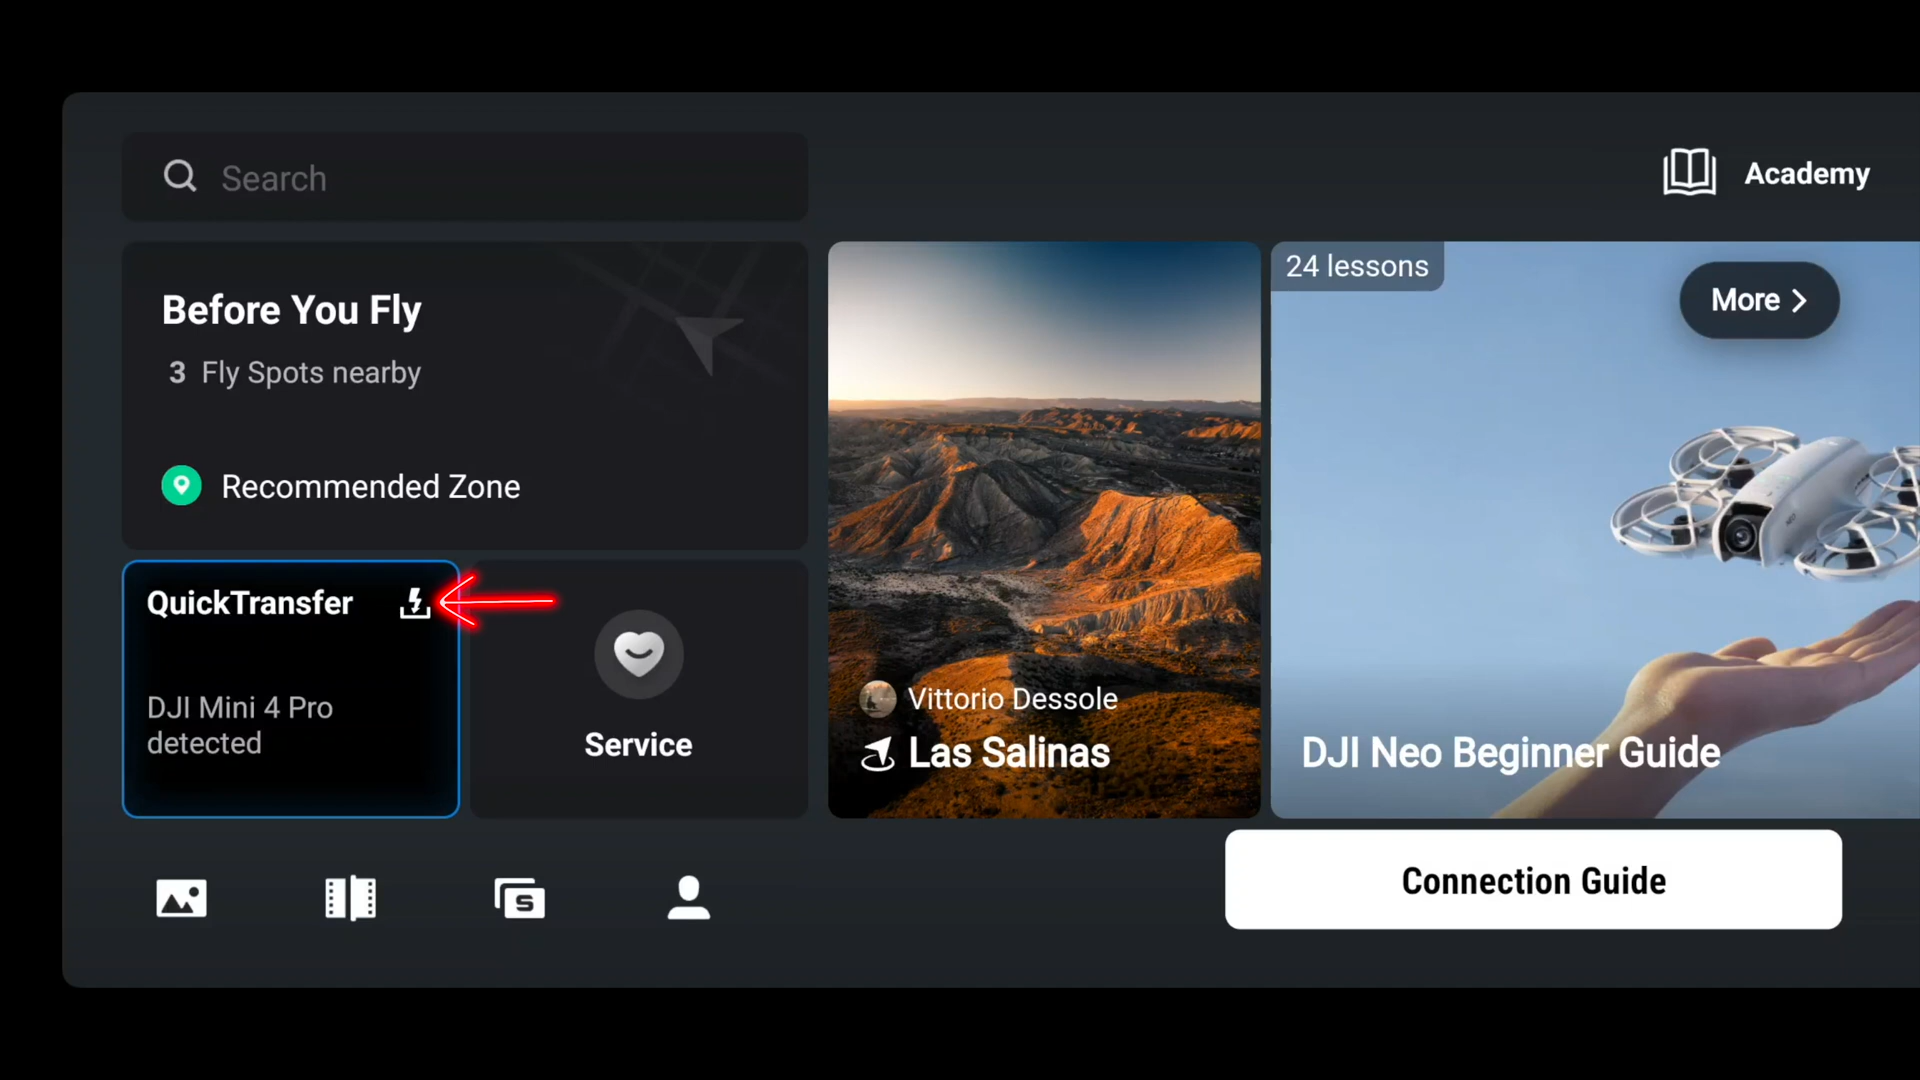 Search
Academy
Before You Fly
3 Fly Spots nearby
Recommended Zone
QuickTransfer
DJI Mini 4 Pro
detected
Service
Vittorio Dessole
Las Salinas
24 lessons
More
DJI Neo Beginner Guide
Connection Guide
S